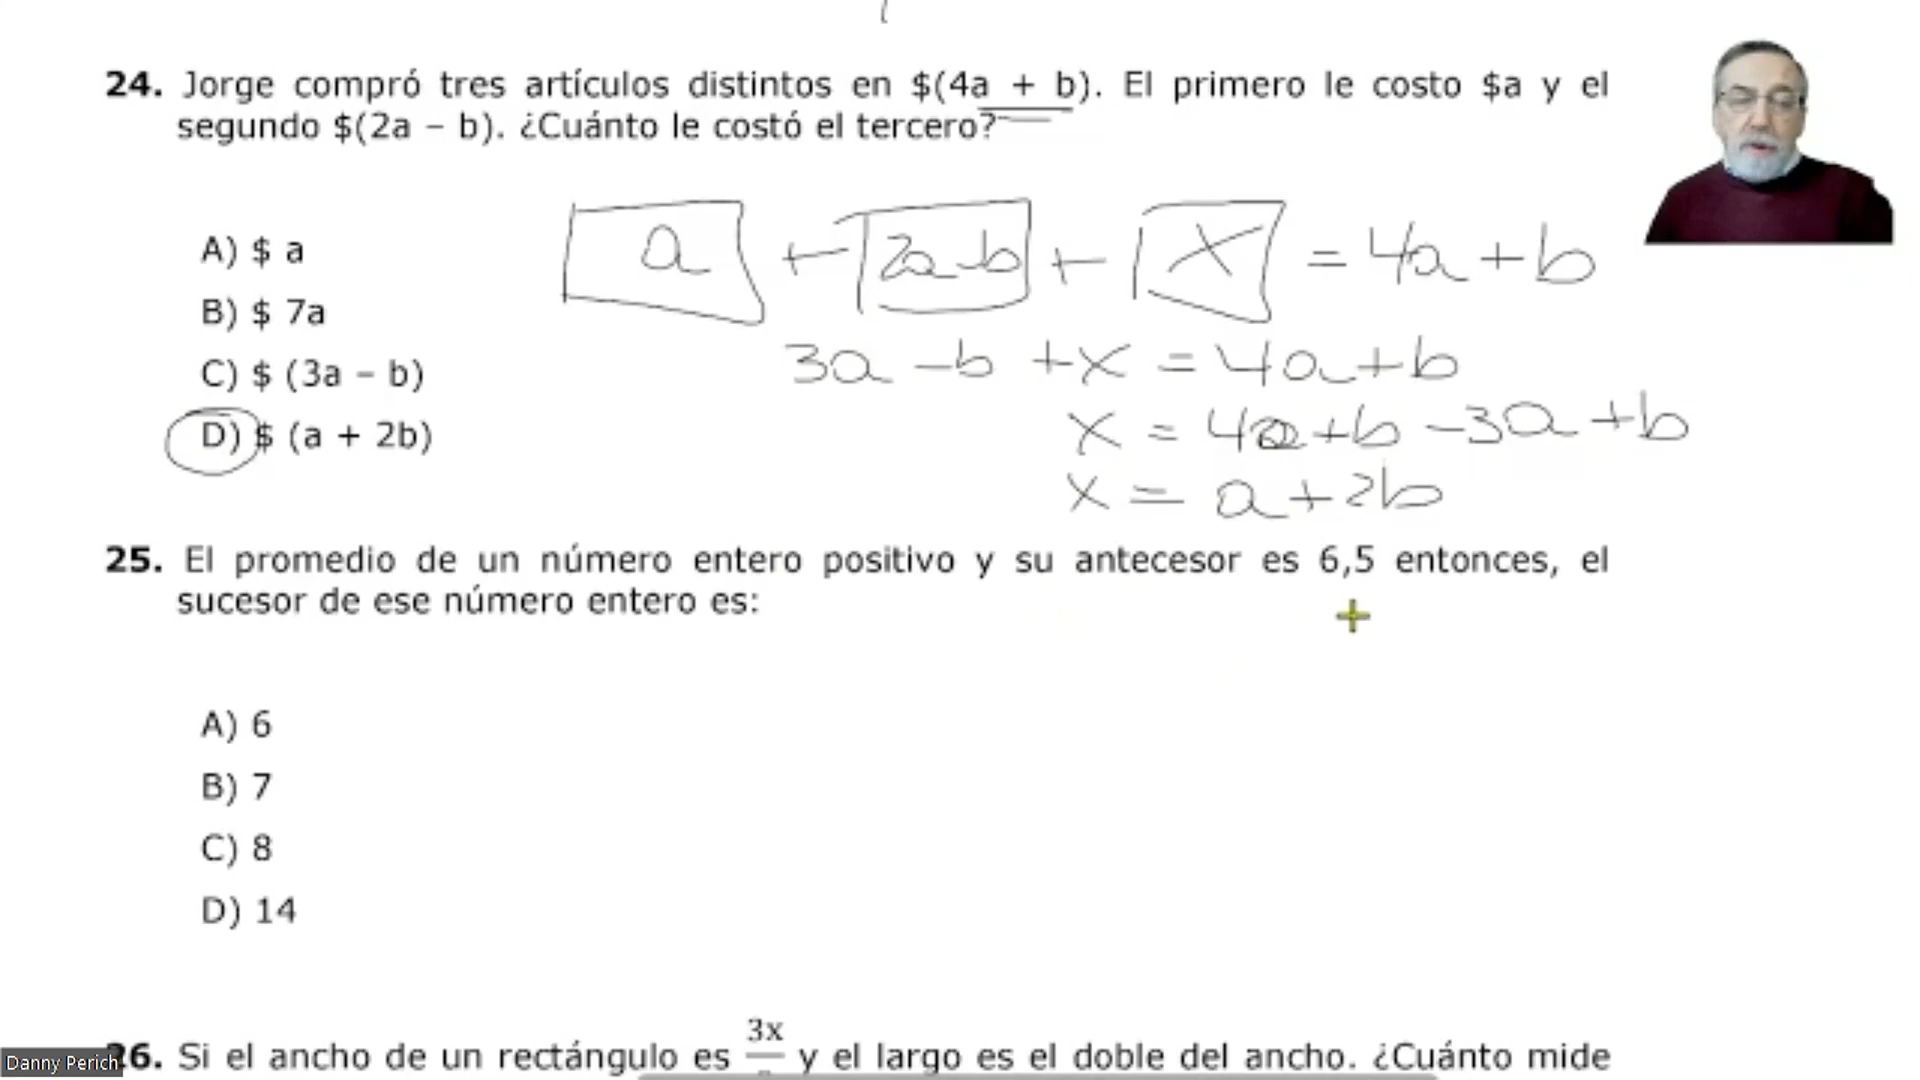 24. Jorge compró tres artículos distintos en $(4a + b). El primero le costo $a y el
segundo $(2a – b). ¿Cuánto le costó el tercero?
a + 2a-b + x = 4a+b
A) $ a
B) $ 7a
3a -b +x = 4a+b
C) $ (3a – b)
x = 4a+b -3a +b
D) $ (a + 2b)
x = a+2b
25. El promedio de un número entero positivo y su antecesor es 6,5 entonces, el
sucesor de ese número entero es:
A) 6
B) 7
C) 8
D) 14
3x
26. Si el ancho de un rectángulo es y el largo es el doble del ancho. ¿Cuánto mide
Danny Perich